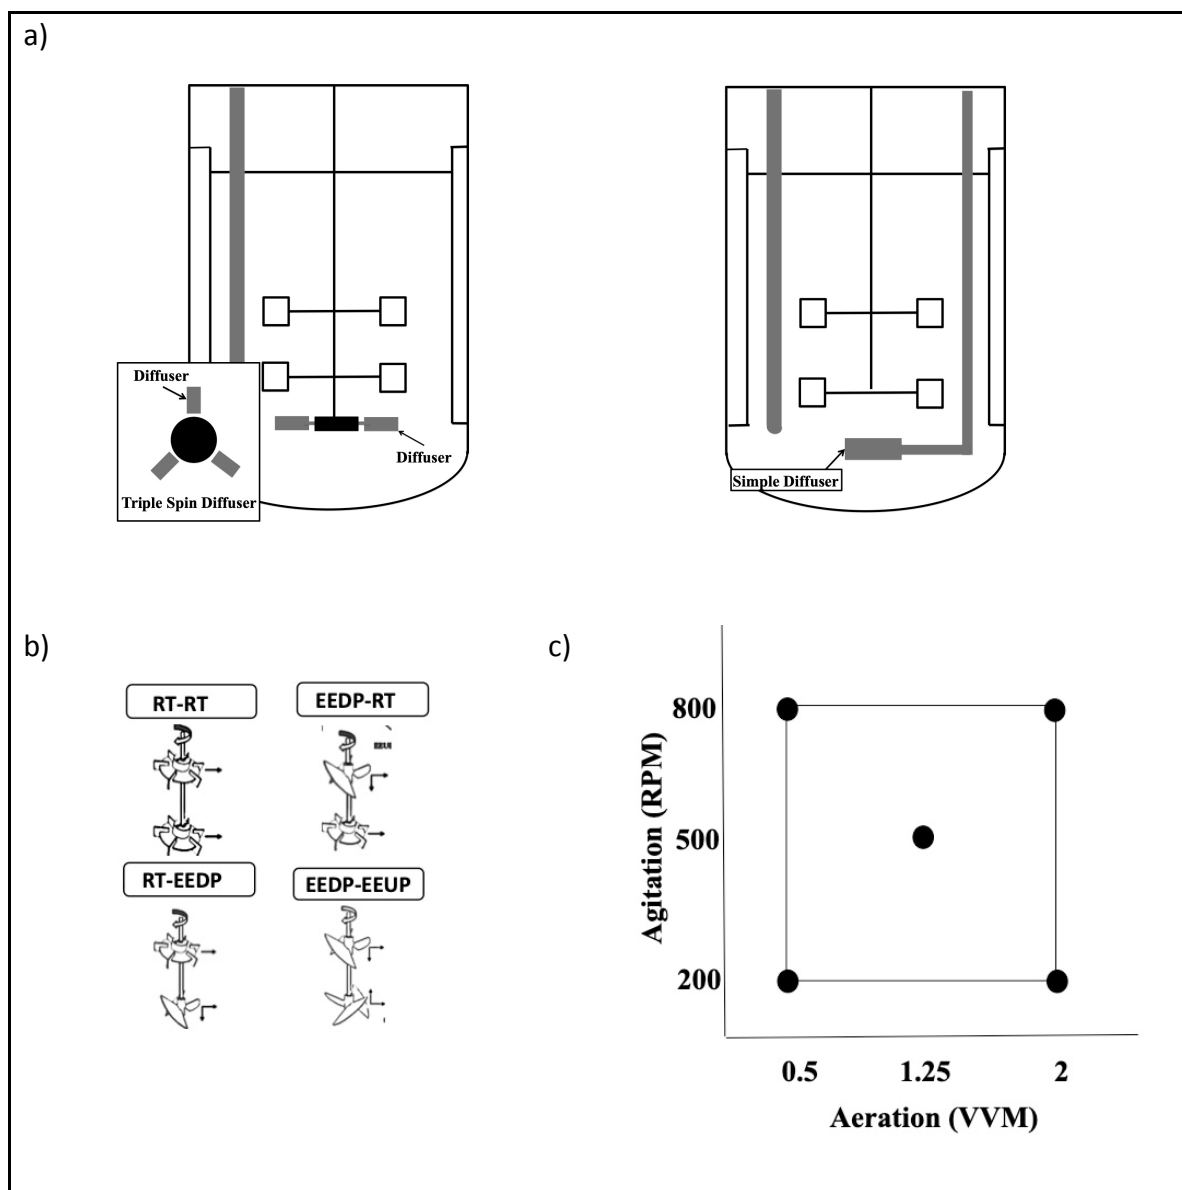 a)
Diffuser
Triple Spin Diffuser
Diffuser
Simple Diffuser
b)
RT-RT
EEDP-RT
RT-EEDP
EEDP-EEUP
c)
Agitation (RPM)
800
500
200
0.5 1.25 2
Aeration (VVM)